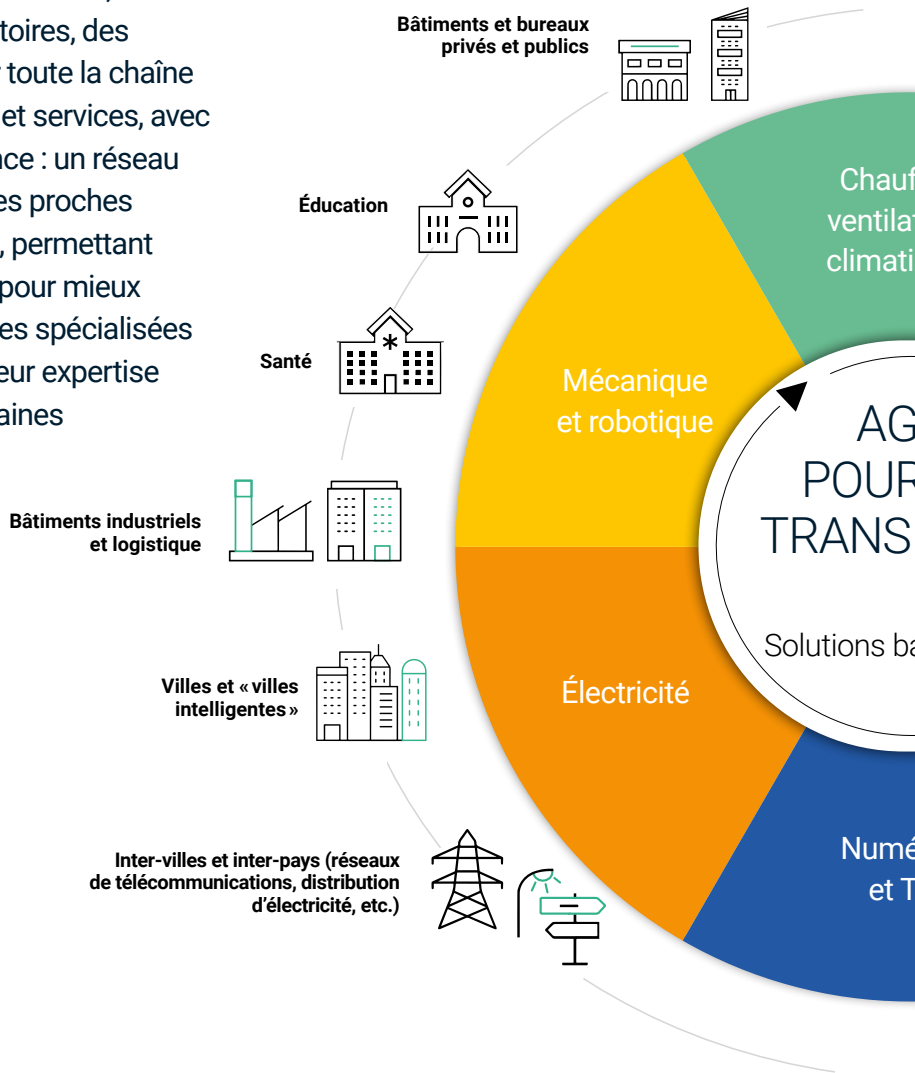 toires, des
toute la chaîne
et services, avec
nce : un réseau
es proches
, permettant
pour mieux
es spécialisées
eur expertise
aines
Bâtiments et bureaux
privés et publics
Éducation
Santé
Bâtiments industriels
et logistique
Villes et « villes
intelligentes »
Inter-villes et inter-pays (réseaux
de télécommunications, distribution
d’électricité, etc.)
Chauf
ventilat
climati
Mécanique
et robotique
Électricité
Numé
et T
AG
POUR
TRANS
Solutions ba